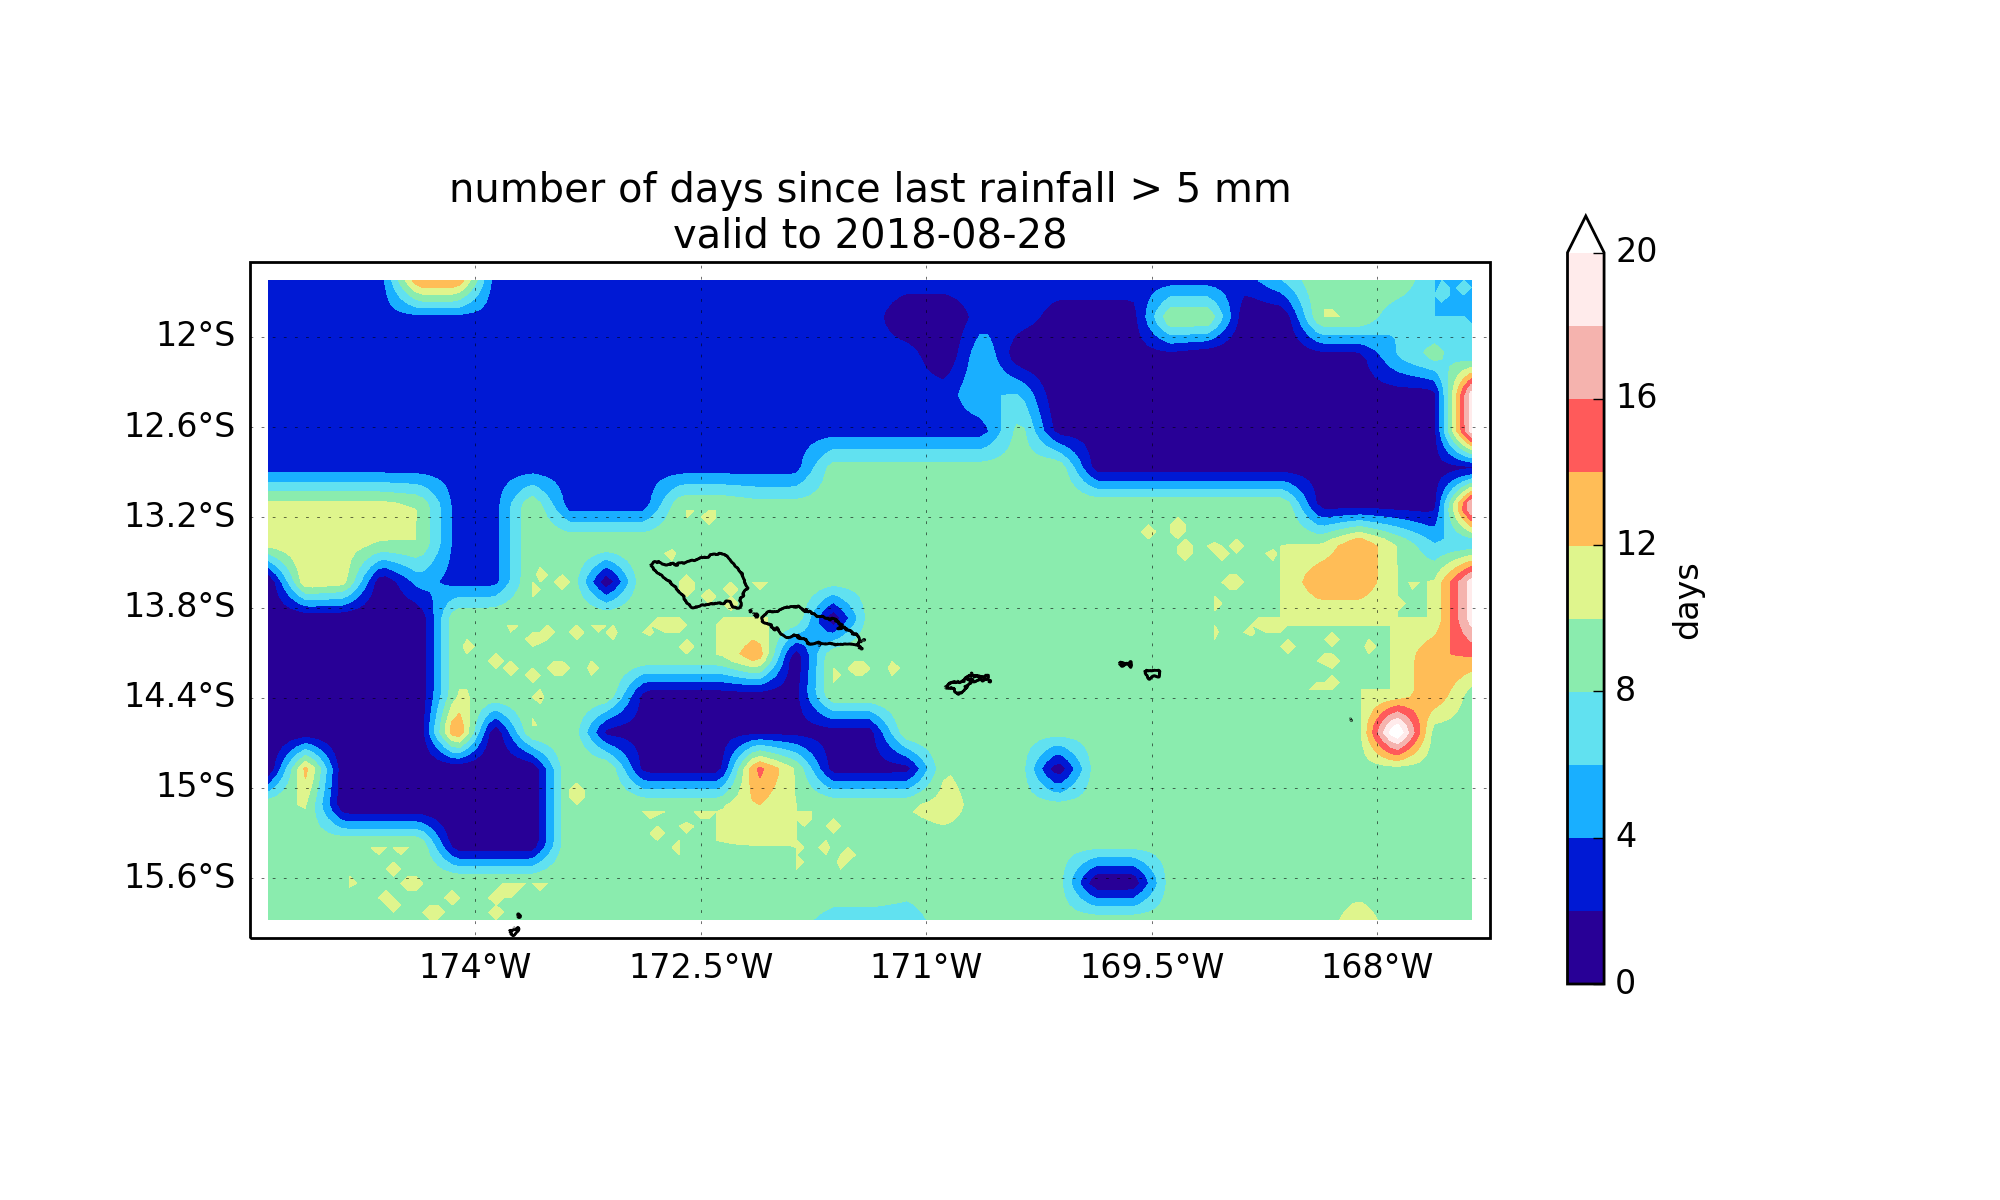 number of days since last rainfall > 5 mm
valid to 2018-08-28
12°S
12.6°S
13.2°S
13.8°S
14.4°S
15°S
15.6°S
174°W
172.5°W
171°W
169.5°W
168°W
20
16
12
8
4
0
days